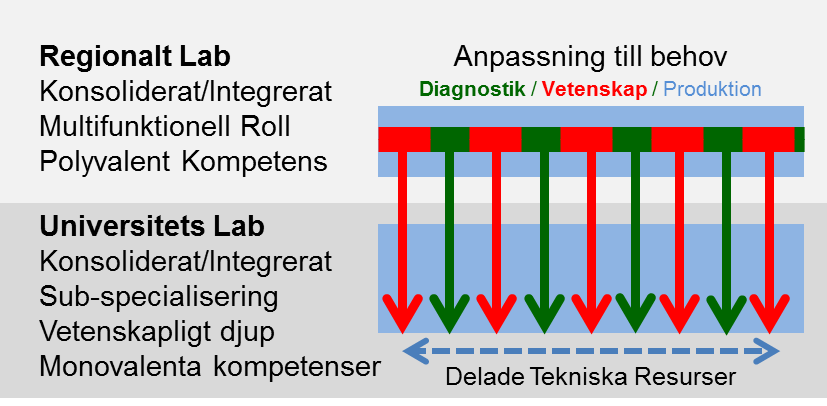 Regionalt Lab
Konsoliderat/Integrerat
Multifunktionell Roll
Polyvalent Kompetens
Anpassning till behov
Diagnostik / Vetenskap / Produktion
Universitets Lab
Konsoliderat/Integrerat
Sub-specialisering
Vetenskapligt djup
Monovalenta kompetenser
Delade Tekniska Resurser